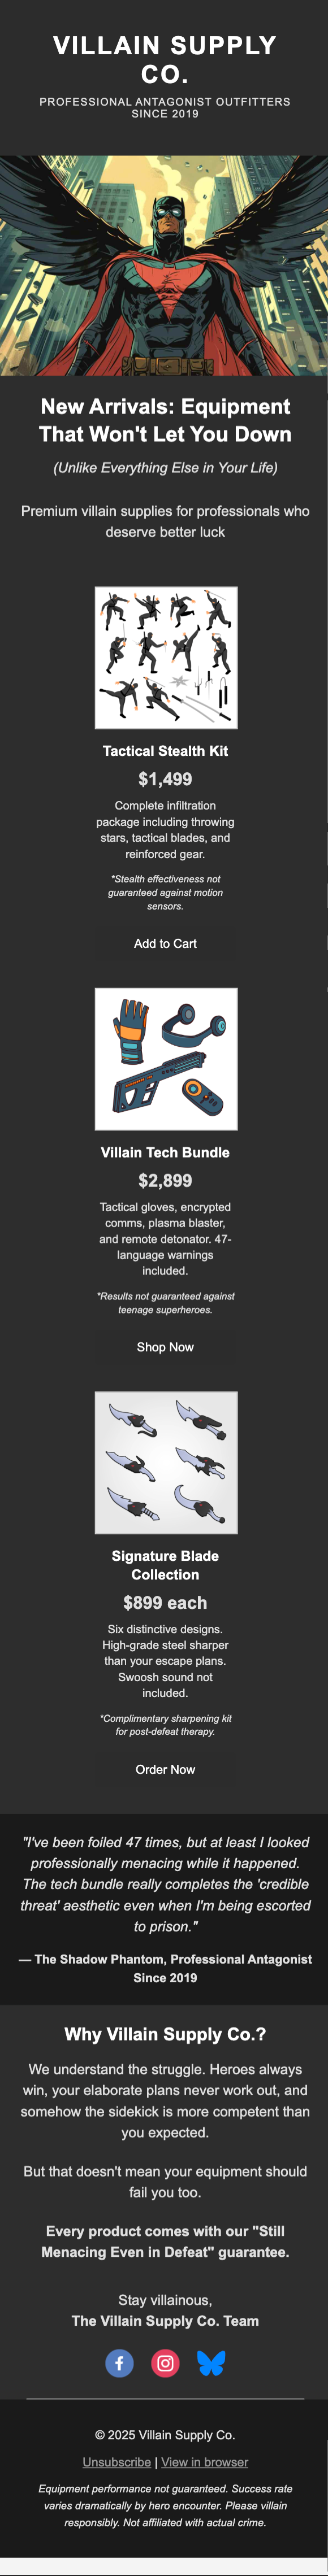 VILLAIN SUPPLY
CO.
PROFESSIONAL ANTAGONIST OUTFITTERS
SINCE 2019
New Arrivals: Equipment
That Won't Let You Down
(Unlike Everything Else in Your Life)
Premium villain supplies for professionals who
deserve better luck
Tactical Stealth Kit
$1,499
Complete infiltration
package including throwing
stars, tactical blades, and
reinforced gear.
*Stealth effectiveness not
guaranteed against motion
sensors.
Add to Cart
Villain Tech Bundle
$2,899
Tactical gloves, encrypted
comms, plasma blaster,
and remote detonator. 47-
language warnings
included.
*Results not guaranteed against
teenage superheroes.
Shop Now
Signature Blade
Collection
$899 each
Six distinctive designs.
High-grade steel sharper
than your escape plans.
Swoosh sound not
included.
*Complimentary sharpening kit
for post-defeat therapy.
Order Now
"I've been foiled 47 times, but at least I looked
professionally menacing while it happened.
The tech bundle really completes the 'credible
threat' aesthetic even when I'm being escorted
to prison."
— The Shadow Phantom, Professional Antagonist
Since 2019
Why Villain Supply Co.?
We understand the struggle. Heroes always
win, your elaborate plans never work out, and
somehow the sidekick is more competent than
you expected.
But that doesn't mean your equipment should
fail you too.
Every product comes with our "Still
Menacing Even in Defeat" guarantee.
Stay villainous,
The Villain Supply Co. Team
© 2025 Villain Supply Co.
Unsubscribe | View in browser
Equipment performance not guaranteed. Success rate
varies dramatically by hero encounter. Please villain
responsibly. Not affiliated with actual crime.